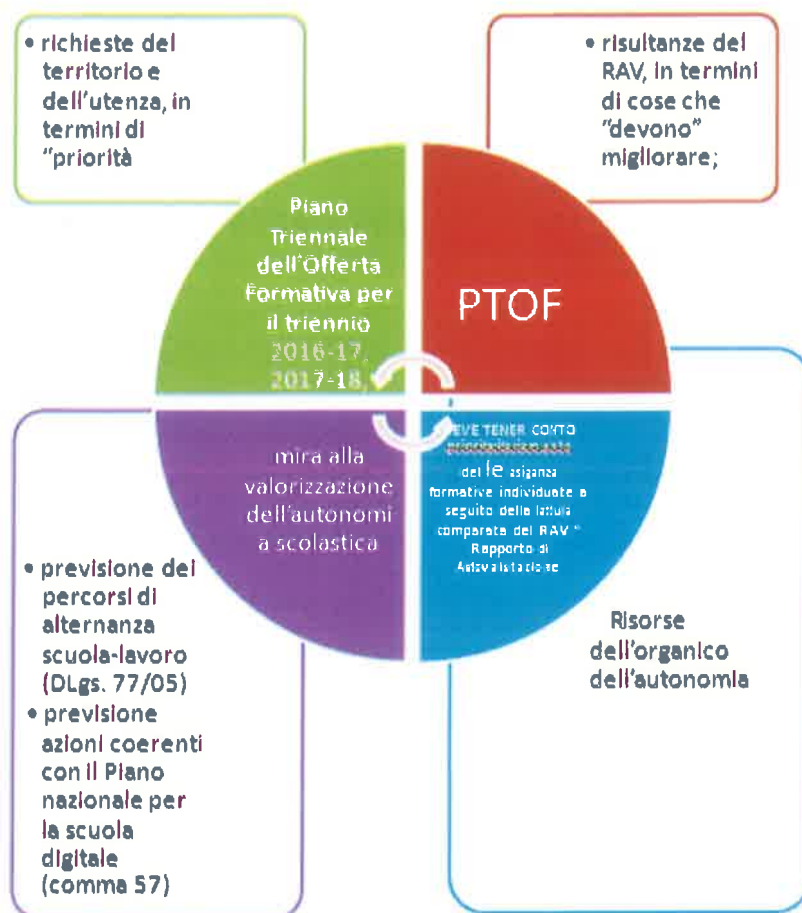 • richieste del
territorio e
dell'utenza, in
termini di
"priorità
• risultanze del
RAV, in termini
di cose che
"devono"
migliorare;
Piano
Triennale
dell'Offerta
Formativa per
il triennio
2016-17,
2017-18,
PTOF
mira alla
valorizzazione
dell'autonomi
a scolastica
EVE TENER CONTO
prioritariamente
del le
formative individuate a
seguito della lettura
comparata del RAV "
Rapporto di
• previsione dei
percorsi di
alternanza
scuola-lavoro
(DLgs. 77/05)
• previsione
azioni coerenti
con il Piano
nazionale per
la scuola
digitale
(comma 57)
Risorse
dell'organico
dell'autonomia